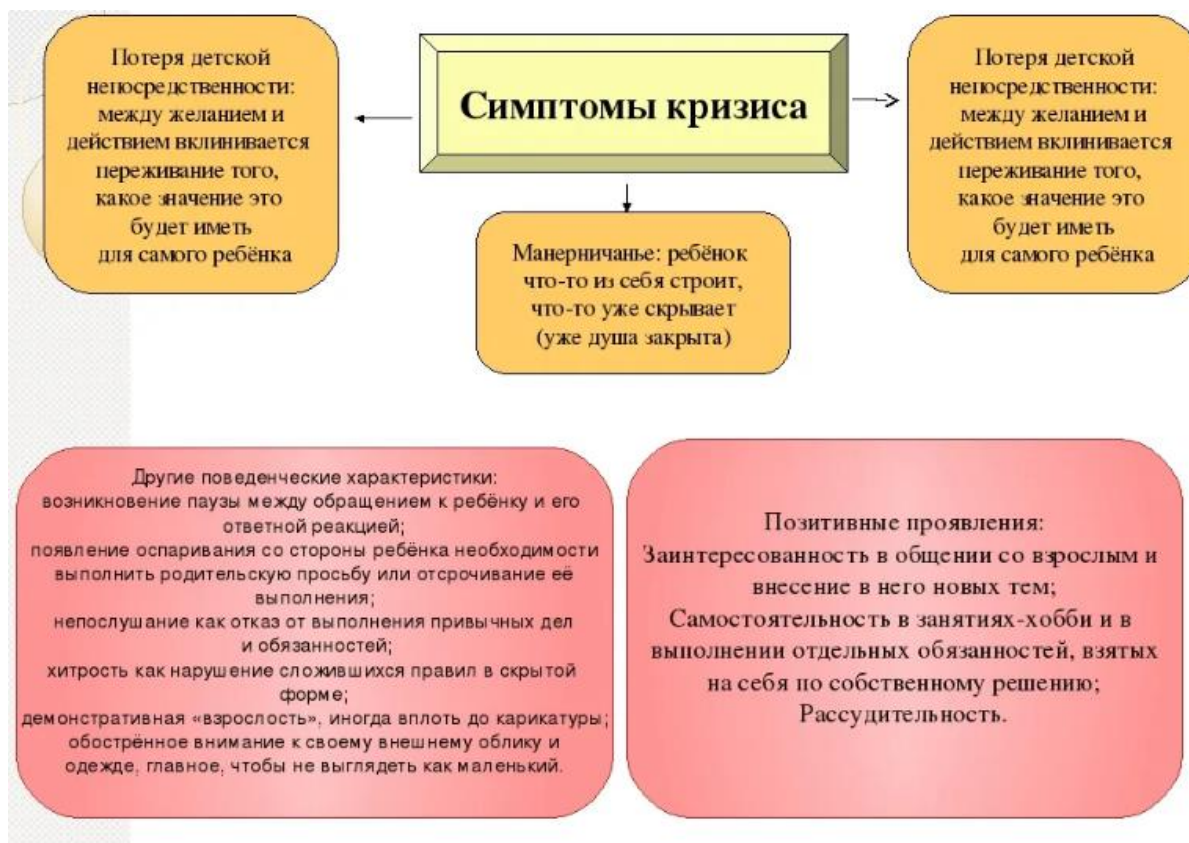 Потеря детской
непосредственности:
между желанием и
действием вклинивается
переживание того,
какое значение это
будет иметь
для самого ребёнка
Симптомы кризиса
Потеря детской
непосредственности:
между желанием и
действием вклинивается
переживание того,
какое значение это
будет иметь
для самого ребёнка
Манерничанье: ребёнок
что-то из себя строит,
что-то уже скрывает
(уже душа закрыта)
Другие поведенческие характеристики:
возникновение паузы между обращением к ребёнку и его
ответной реакцией;
появление оспаривания со стороны ребёнка необходимости
выполнить родительскую просьбу или отсрочивание её
выполнения;
непослушание как отказ от выполнения привычных дел
и обязанностей;
хитрость как нарушение сложившихся правил в скрытой
форме;
демонстративная «взрослость», иногда вплоть до карикатуры;
обострённое внимание к своему внешнему облику и
одежде, главное, чтобы не выглядеть как маленький.
Позитивные проявления:
Заинтересованность в общении со взрослым и
внесение в него новых тем;
Самостоятельность в занятиях-хобби и в
выполнении отдельных обязанностей, взятых
на себя по собственному решению;
Рассудительность.